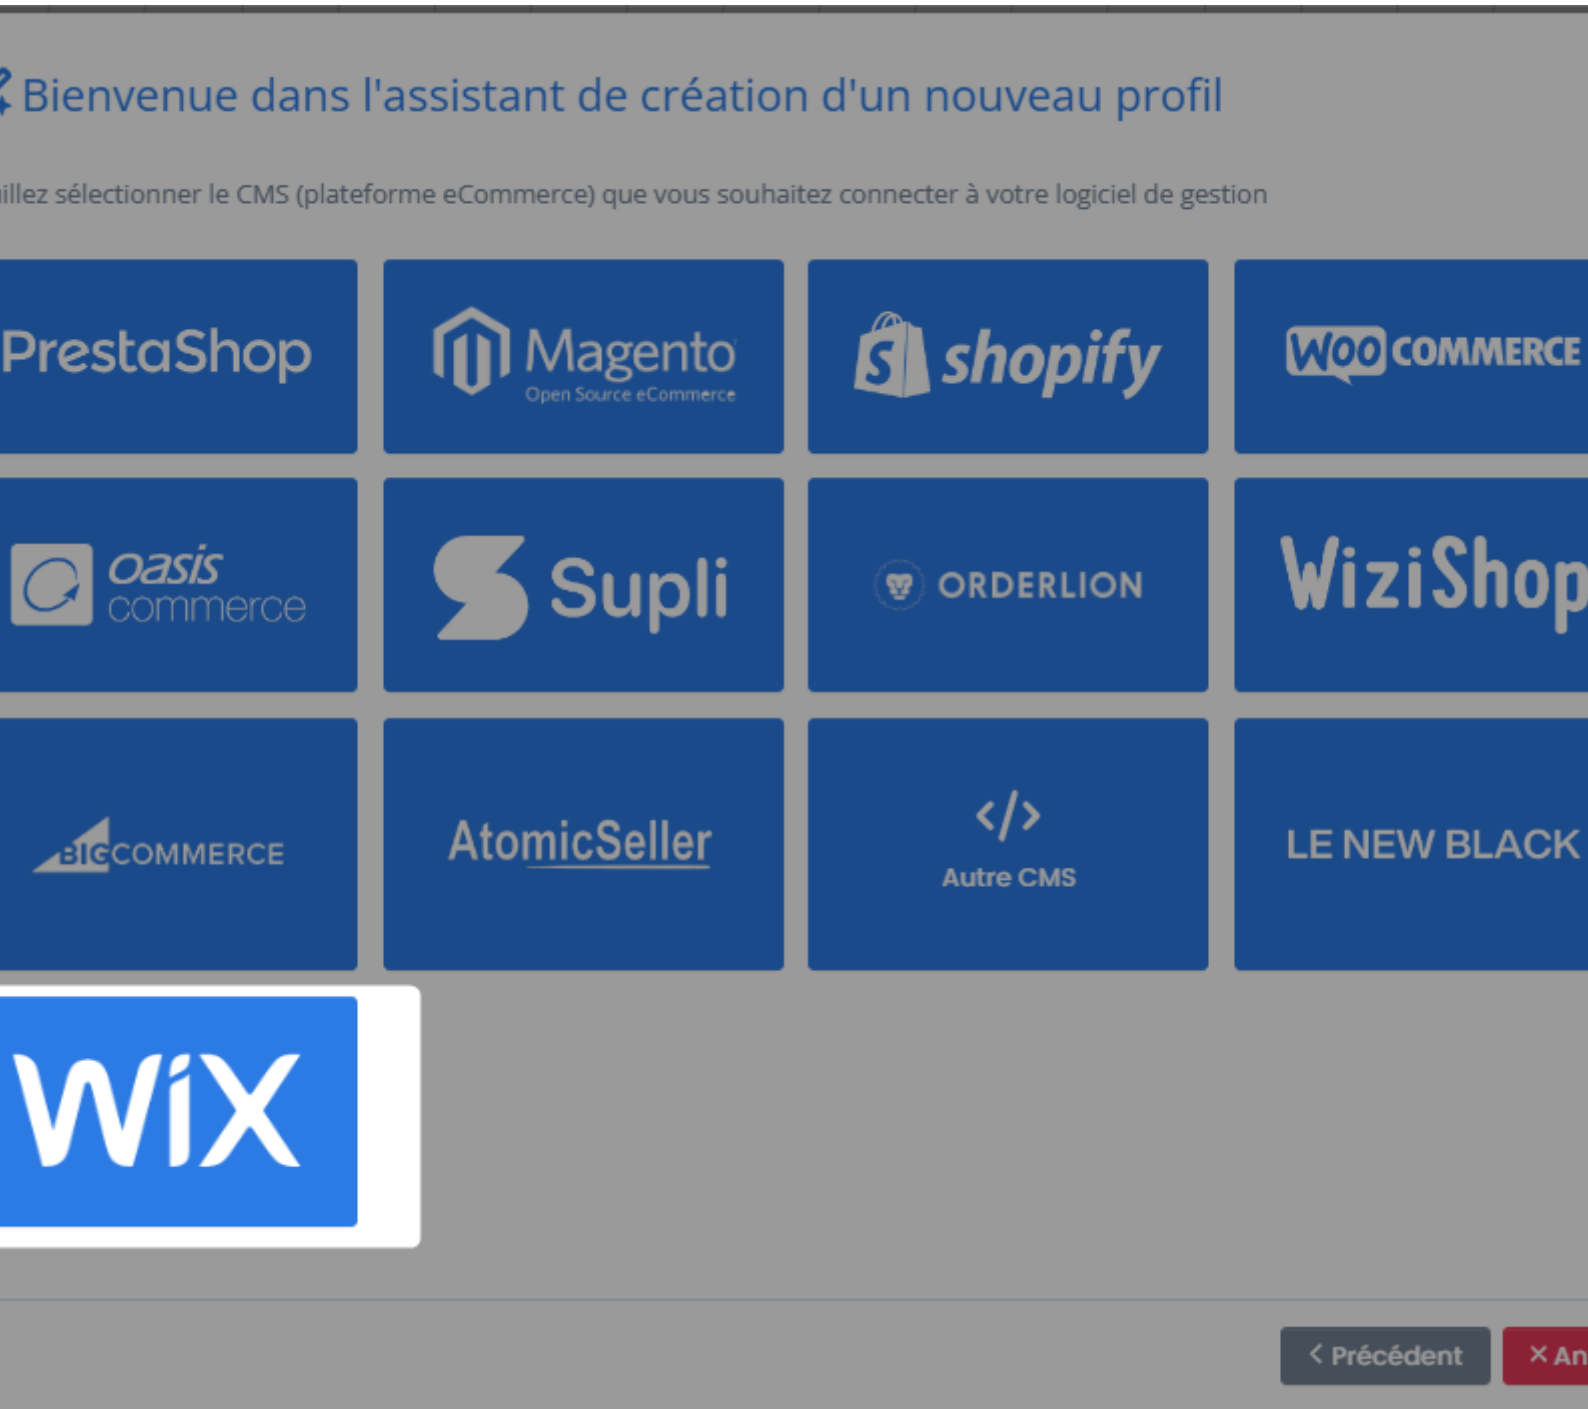 Bienvenue dans l'assistant de création d'un nouveau profil
illez sélectionner le CMS (plateforme eCommerce) que vous souhaitez connecter à votre logiciel de gestion
PrestaShop
Magento
Open Source eCommerce
shopify
WOO COMMERCE
oasis
commerce
Supli
ORDERLION
WiziShop
BIGCOMMERCE
AtomicSeller
</>
Autre CMS
LE NEW BLACK
WiX
< Précédent
× An